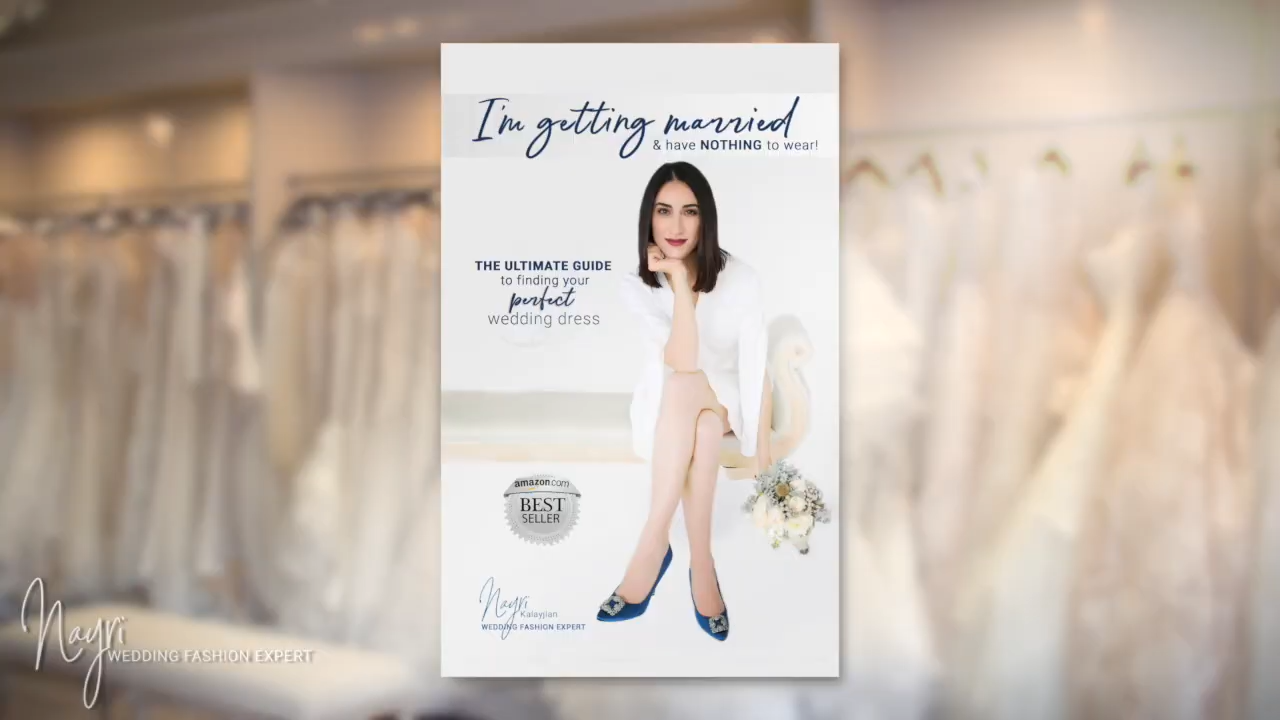 I'm getting married
& have NOTHING to wear!
THE ULTIMATE GUIDE
to finding your
perfect
wedding dress
amazon.com
BEST
SELLER
Nayri
Kalayjian
WEDDING FASHION EXPERT
Nayri
WEDDING FASHION EXPERT